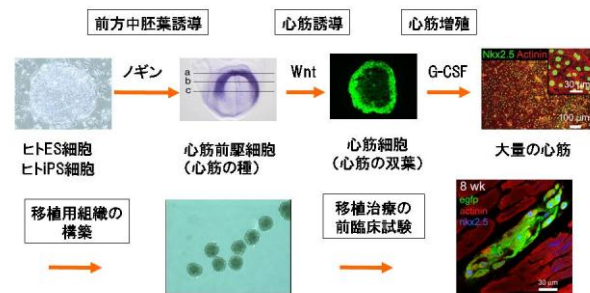 前方中胚葉誘導
心筋誘導
心筋増殖
ノギン
Wnt
G-CSF
a
b
c
Nkx2.5 Actinin
30 μm
100 μm
ヒトES細胞
ヒトiPS細胞
心筋前駆細胞
(心筋の種)
心筋細胞
(心筋の双葉)
大量の心筋
移植用組織の
構築
移植治療の
前臨床試験
8 wk
egfp
actinin
nkx2.5
30 μm